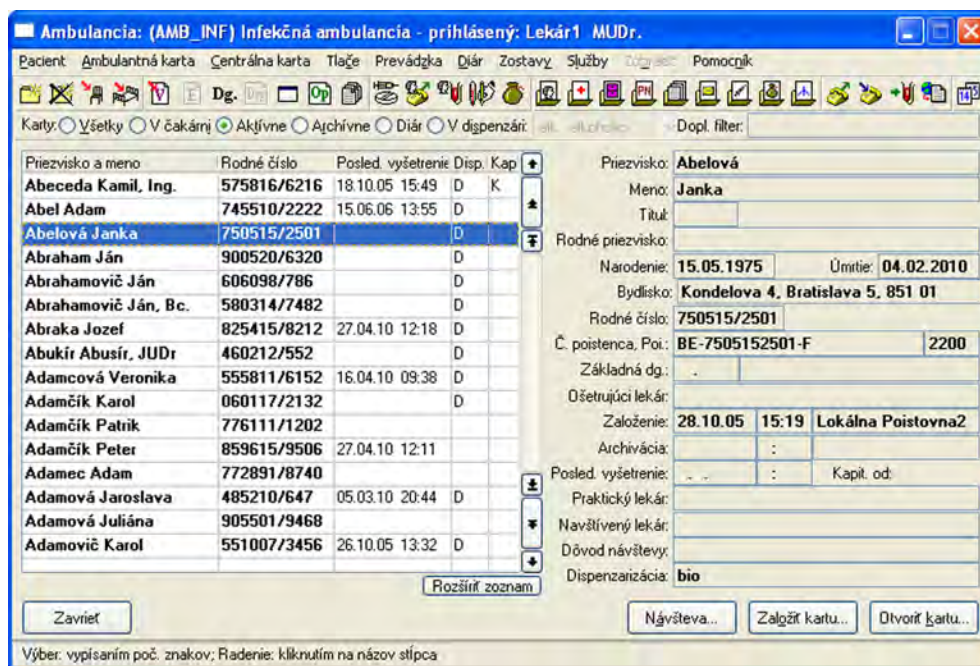 Ambulancia: (AMB_INF) Infekčná ambulancia - prihlásený: Lekár1 MUDr.
Pacient Ambulantná karta Centrálna karta Tlače Prevádzka Diár Zostavy Služby Pomocník
Dg. Op PN
Karty: Všetky V čakárni Aktívne Archívne Diár V dispenzári: Dopl. filter:
Priezvisko a meno Rodné číslo Posled. vyšetrenie Disp. Kap
Abeceda Kamil, Ing. 575816/6216 18.10.05 15:49 D K
Abel Adam 745510/2222 15.06.06 13:55 D
Abelová Janka 750515/2501 D
Abraham Ján 900520/6320 D
Abrahamovič Ján 606098/786 D
Abrahamovič Ján, Bc. 580314/7482 D
Abraka Jozef 825415/8212 27.04.10 12:18 D
Abukír Abusír, JUDr 460212/552 D
Adamcová Veronika 555811/6152 16.04.10 09:38 D
Adamčík Karol 060117/2132 D
Adamčík Patrik 776111/1202
Adamčík Peter 859615/9506 27.04.10 12:11
Adamec Adam 772891/8740
Adamová Jaroslava 485210/647 05.03.10 20:44 D
Adamová Juliána 905501/9468
Adamovič Karol 551007/3456 26.10.05 13:32 D
Rozšíriť zoznam
Priezvisko: Abelová
Meno: Janka
Titul:
Rodné priezvisko:
Narodenie: 15.05.1975 Úmrtie: 04.02.2010
Bydlisko: Kondelova 4, Bratislava 5, 851 01
Rodné číslo: 750515/2501
Č. poistenca, Poi.: BE-7505152501-F 2200
Základná dg.: .
Ošetrujúci lekár:
Založenie: 28.10.05 15:19 Lokálna Poistovna2
Archivácia: :
Posled. vyšetrenie: . . : Kapit. od:
Praktický lekár:
Navštívený lekár:
Dôvod návštevy:
Dispenzarizácia: bio
Zavrieť Návšteva... Založiť kartu... Otvoriť kartu...
Výber: vypísaním poč. znakov; Radenie: kliknutím na názov stĺpca